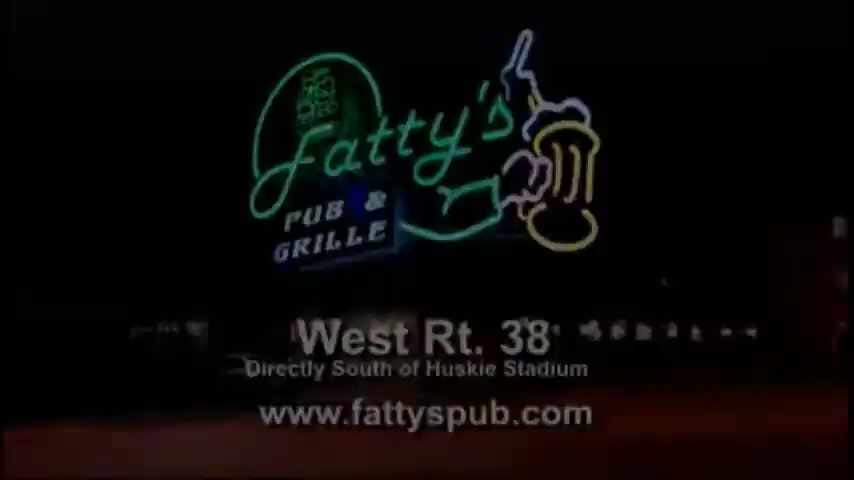 Fatty's
PUB &
GRILLE
West Rt. 38
Directly South of Huskie Stadium
www.fattyspub.com